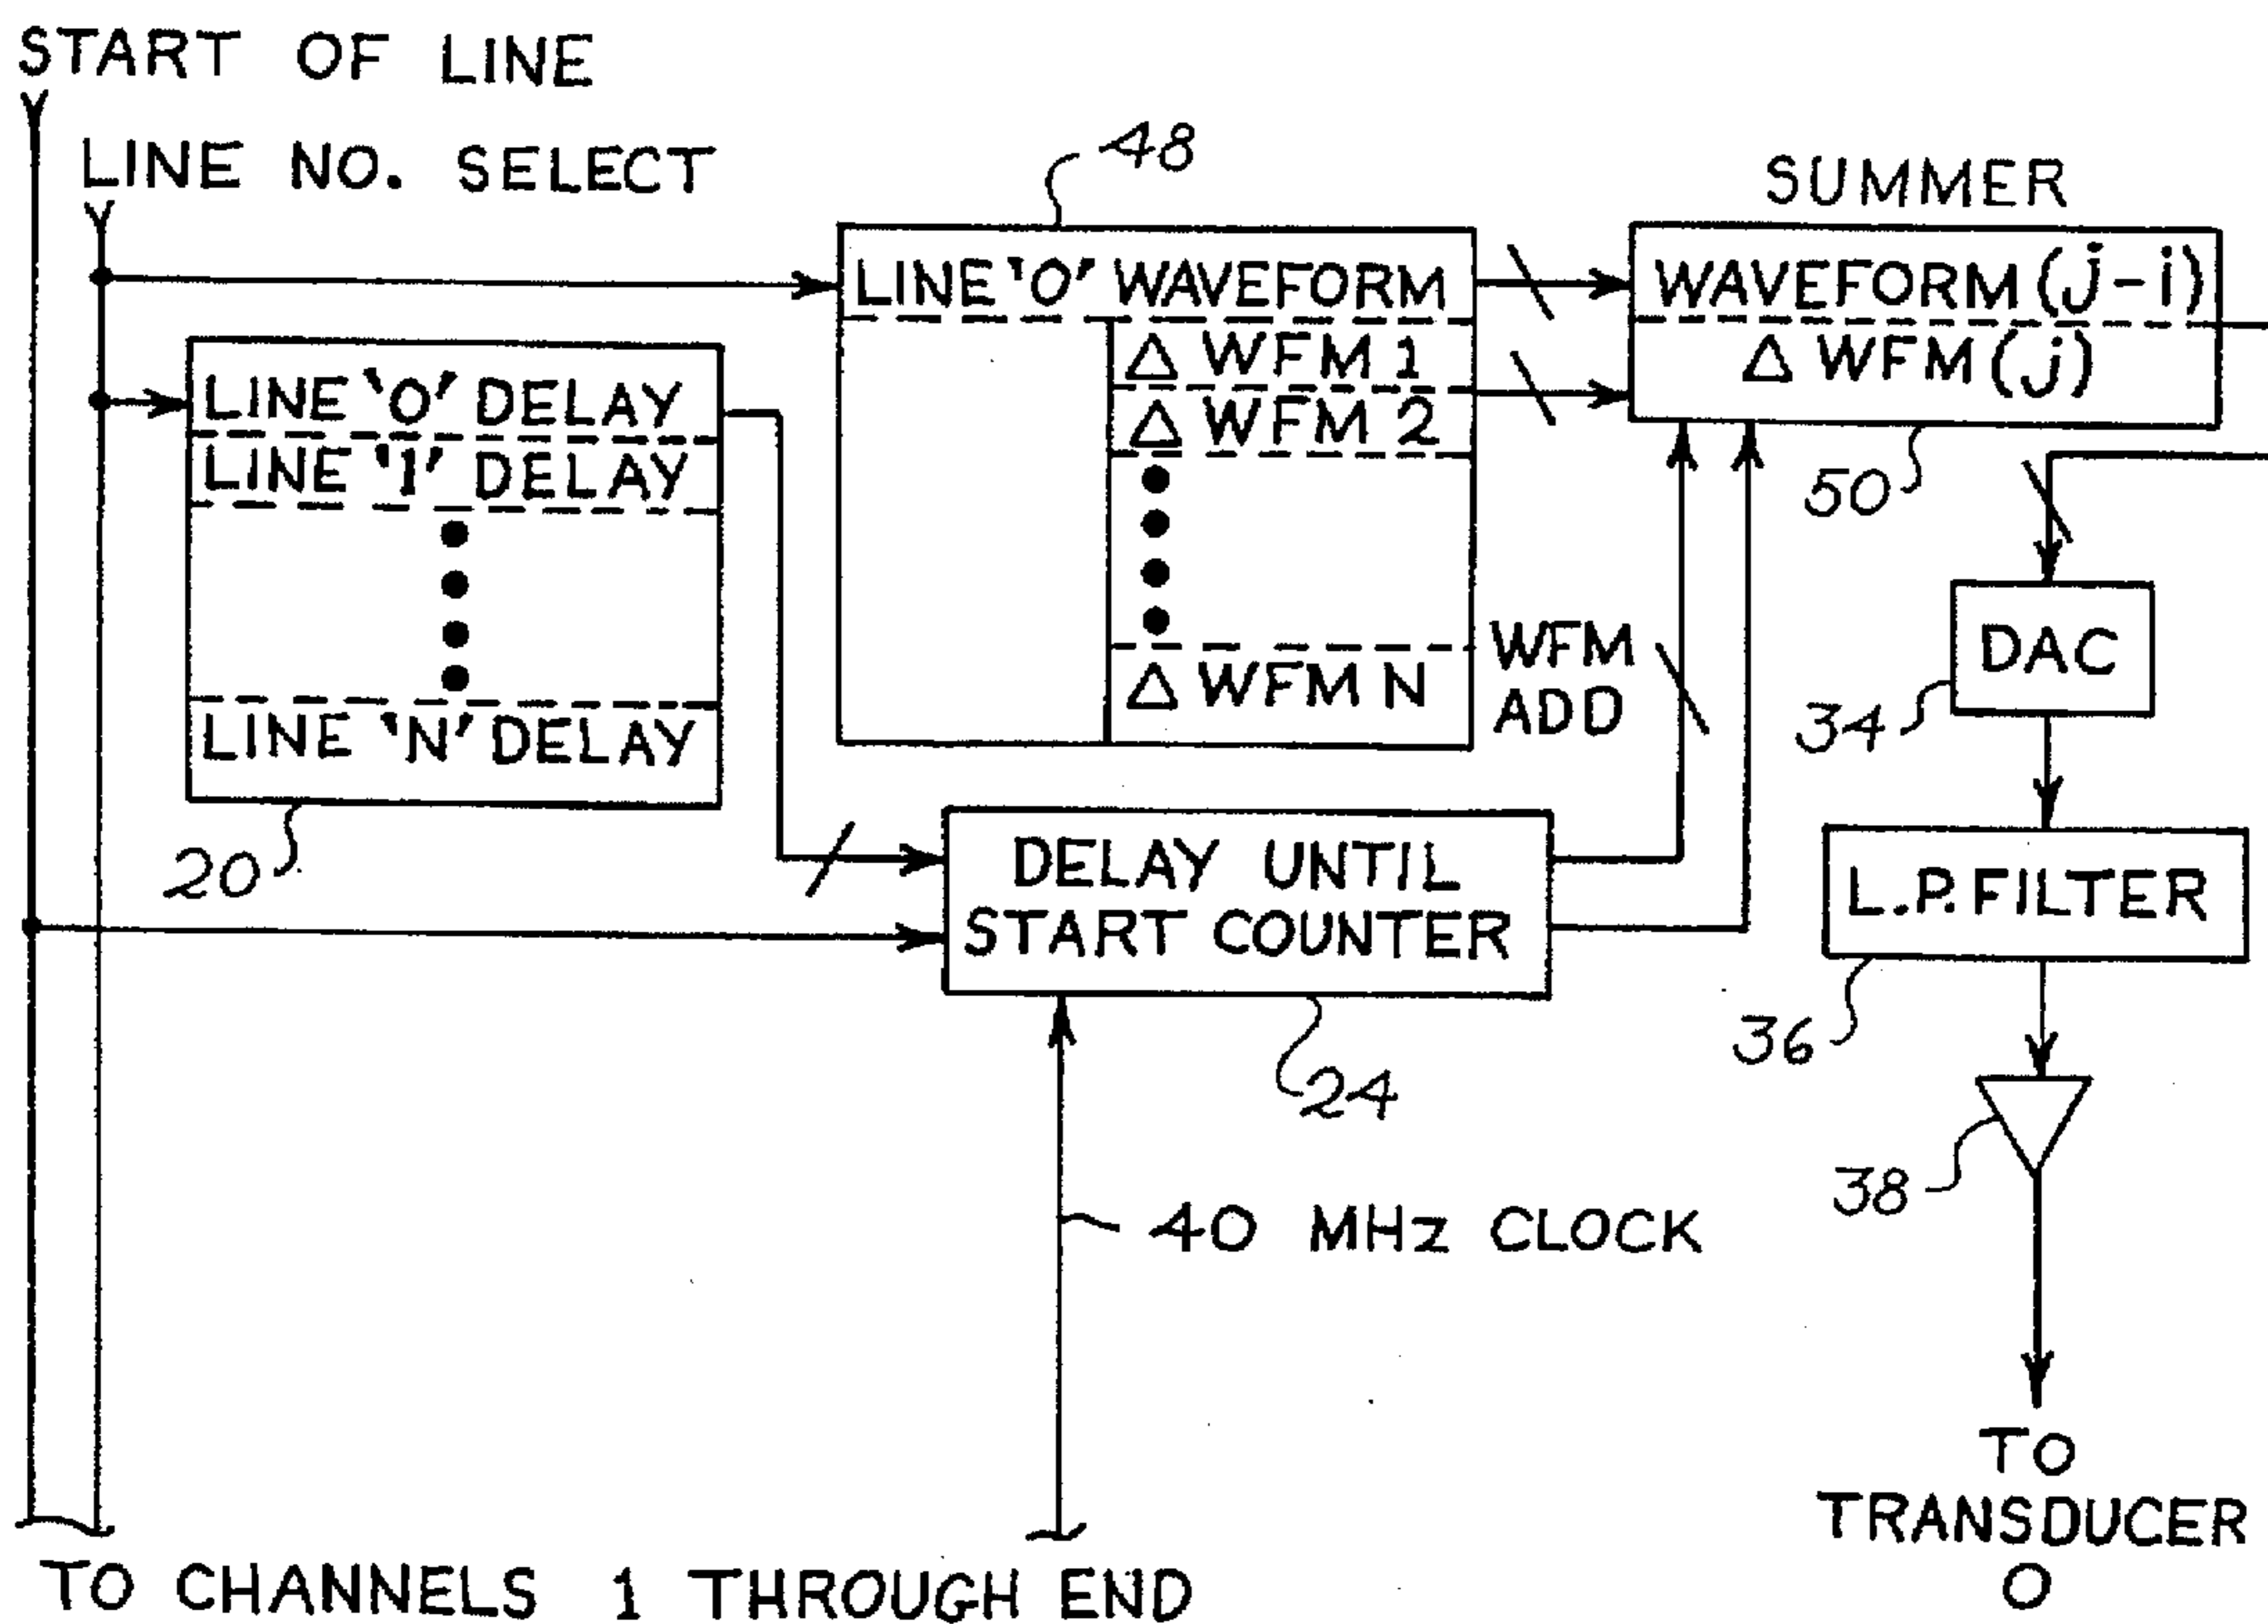 START OF LINE
LINE NO. SELECT
48
SUMMER
LINE 'O' WAVEFORM
Δ WFM 1
Δ WFM 2
Δ WFM N
WAVEFORM (j-i)
Δ WFM (j)
50
LINE 'O' DELAY
LINE '1' DELAY
LINE 'N' DELAY
20
WFM
ADD
DAC
34
DELAY UNTIL
START COUNTER
24
L.P. FILTER
36
38
40 MHz CLOCK
TO
TRANSDUCER
O
TO CHANNELS 1 THROUGH END